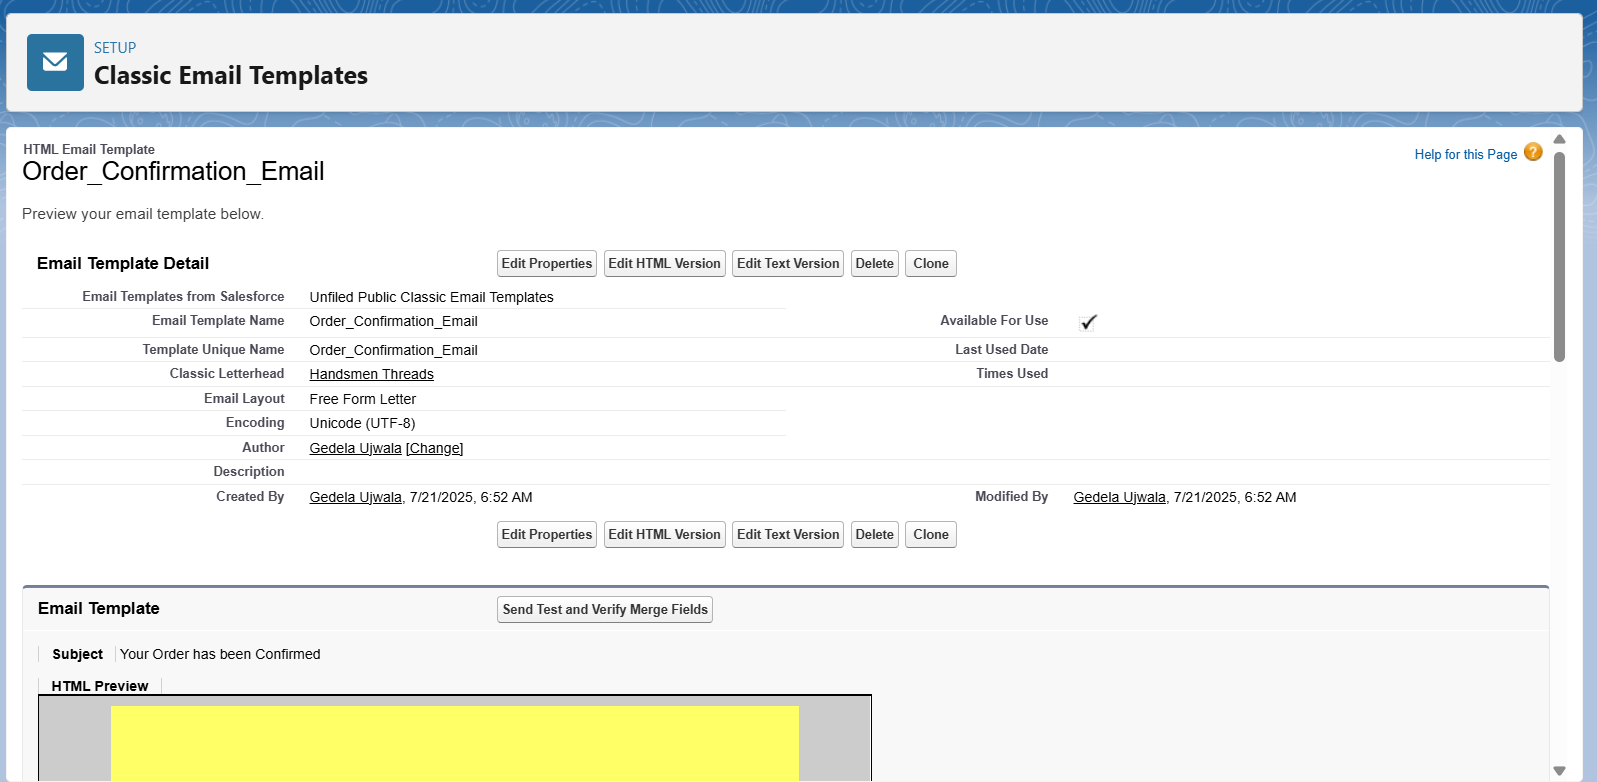 SETUP
Classic Email Templates
HTML Email Template
Order_Confirmation_Email
Help for this Page ?
Preview your email template below.
Email Template Detail
Edit Properties Edit HTML Version Edit Text Version Delete Clone
Email Templates from Salesforce Unfiled Public Classic Email Templates
Email Template Name Order_Confirmation_Email Available For Use
Template Unique Name Order_Confirmation_Email Last Used Date
Classic Letterhead Handsmen Threads Times Used
Email Layout Free Form Letter
Encoding Unicode (UTF-8)
Author Gedela Ujwala [Change]
Description
Created By Gedela Ujwala, 7/21/2025, 6:52 AM Modified By Gedela Ujwala, 7/21/2025, 6:52 AM
Edit Properties Edit HTML Version Edit Text Version Delete Clone
Email Template Send Test and Verify Merge Fields
Subject Your Order has been Confirmed
HTML Preview